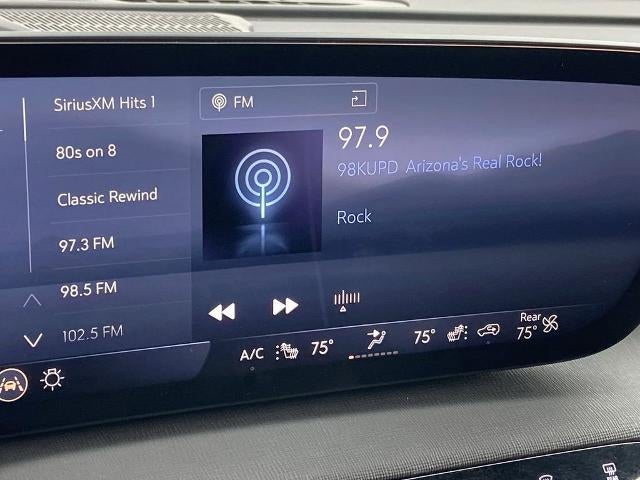 SiriusXM Hits 1
80s on 8
Classic Rewind
97.3 FM
98.5 FM
102.5 FM
FM
97.9
98KUPD Arizona's Real Rock!
Rock
A/C
75°
75°
Rear
75°
REAR